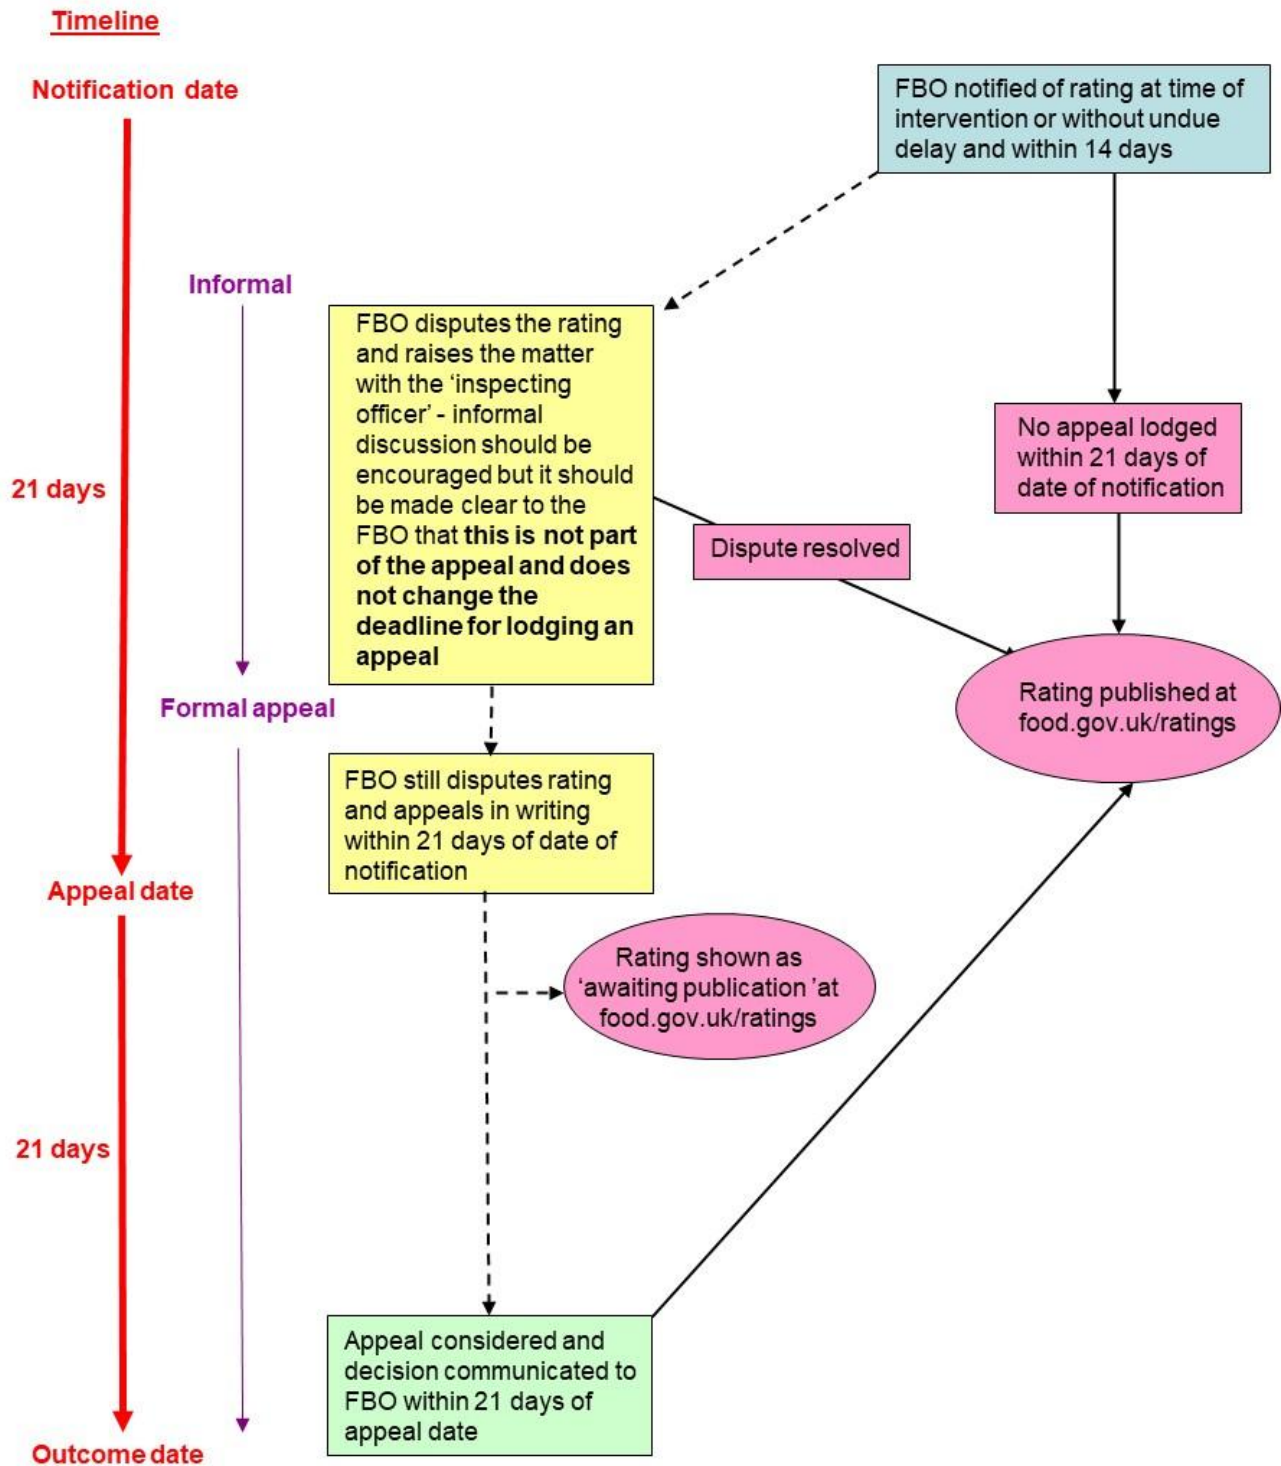 Timeline
Notification date
FBO notified of rating at time of
intervention or without undue
delay and within 14 days
Informal
FBO disputes the rating
and raises the matter
with the ‘inspecting
officer’ - informal
discussion should be
encouraged but it should
be made clear to the
FBO that this is not part
of the appeal and does
not change the
deadline for lodging an
appeal
21 days
No appeal lodged
within 21 days of
date of notification
Dispute resolved
Rating published at
food.gov.uk/ratings
Formal appeal
FBO still disputes rating
and appeals in writing
within 21 days of date of
notification
Appeal date
Rating shown as
‘awaiting publication ’at
food.gov.uk/ratings
21 days
Appeal considered and
decision communicated to
FBO within 21 days of
appeal date
Outcome date